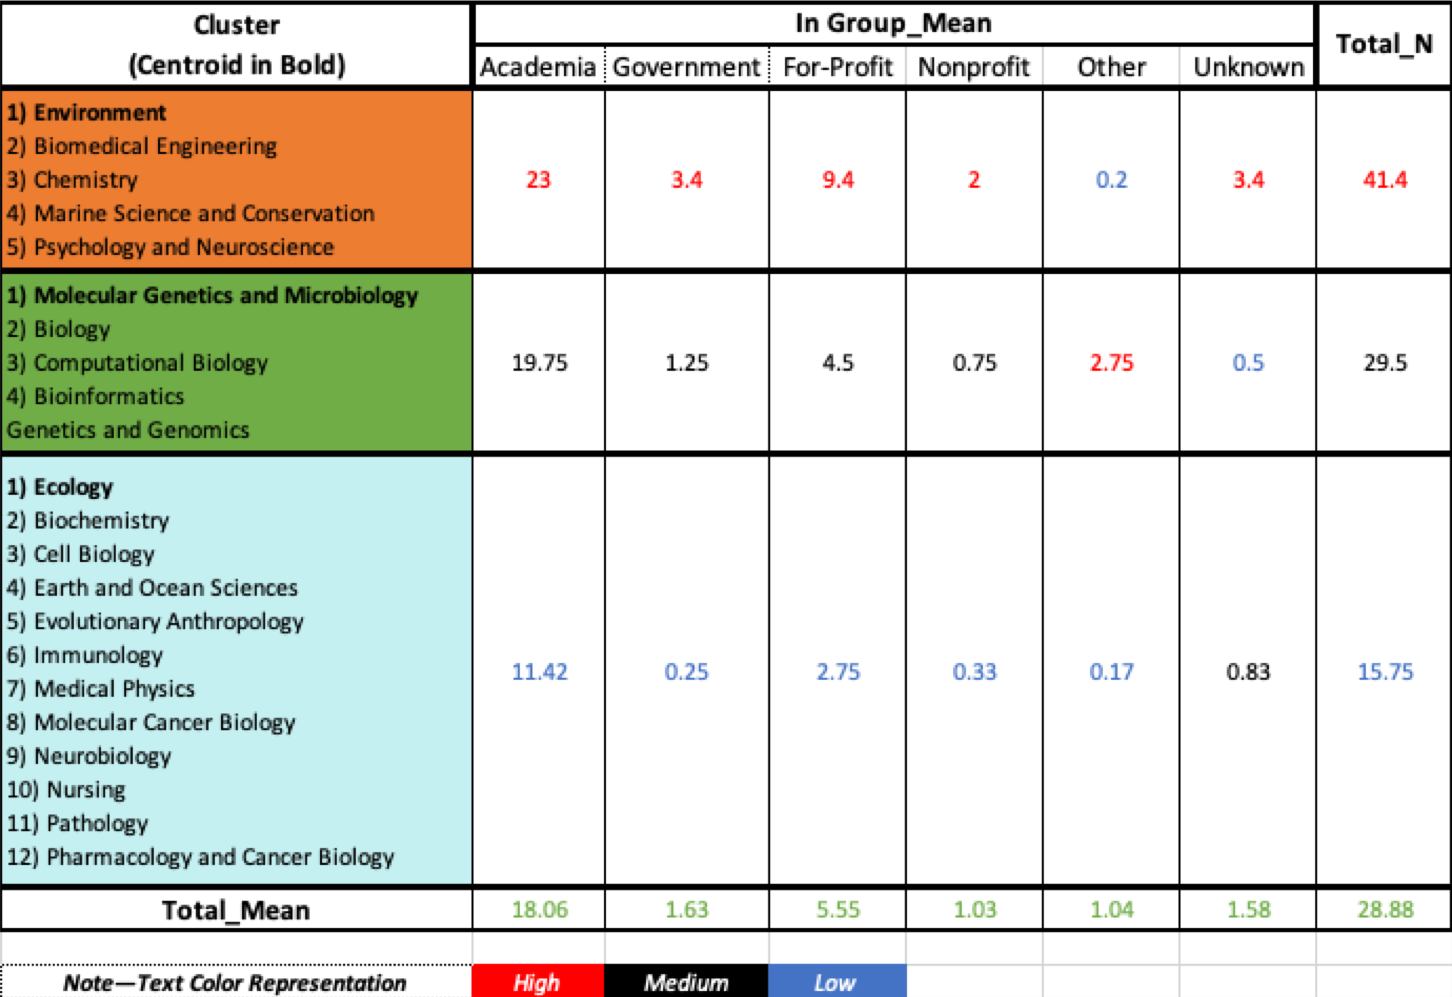 Cluster
(Centroid in Bold)
In Group_Mean
Total_N
Academia Government For-Profit Nonprofit Other Unknown
1) Environment
2) Biomedical Engineering
3) Chemistry
4) Marine Science and Conservation
5) Psychology and Neuroscience
23 3.4 9.4 2 0.2 3.4 41.4
1) Molecular Genetics and Microbiology
2) Biology
3) Computational Biology
4) Bioinformatics
Genetics and Genomics
19.75 1.25 4.5 0.75 2.75 0.5 29.5
1) Ecology
2) Biochemistry
3) Cell Biology
4) Earth and Ocean Sciences
5) Evolutionary Anthropology
6) Immunology
7) Medical Physics
8) Molecular Cancer Biology
9) Neurobiology
10) Nursing
11) Pathology
12) Pharmacology and Cancer Biology
11.42 0.25 2.75 0.33 0.17 0.83 15.75
Total_Mean 18.06 1.63 5.55 1.03 1.04 1.58 28.88
Note—Text Color Representation High Medium Low